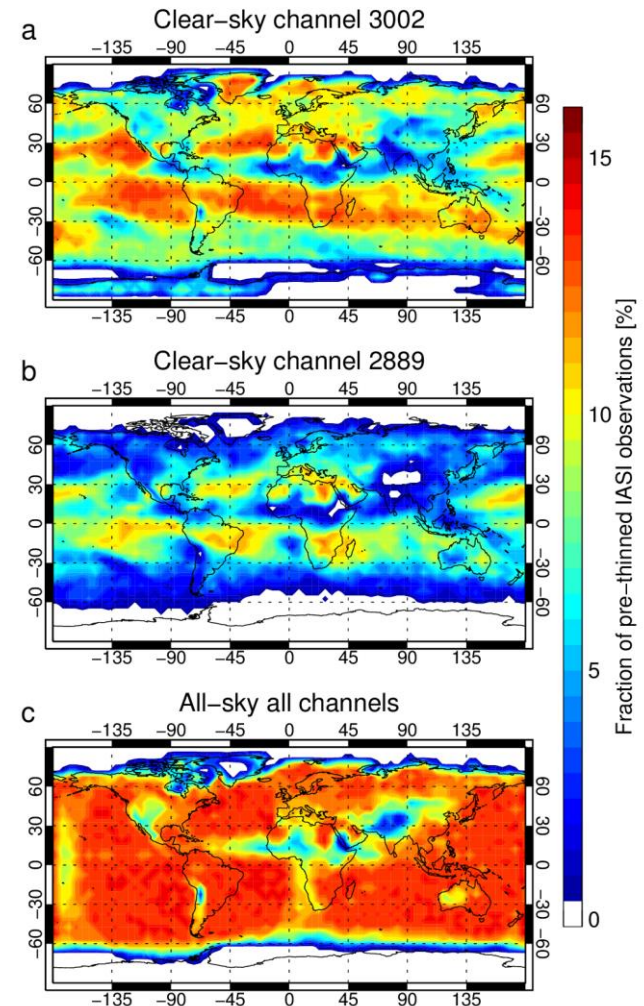 a
Clear-sky channel 3002
−135 −90 −45 0 45 90 135
60 60
30 30
0 0
−30 −30
−60 −60
−135 −90 −45 0 45 90 135
b
Clear-sky channel 2889
−135 −90 −45 0 45 90 135
60 60
30 30
0 0
−30 −30
−60 −60
−135 −90 −45 0 45 90 135
c
All-sky all channels
−135 −90 −45 0 45 90 135
60 60
30 30
0 0
−30 −30
−60 −60
−135 −90 −45 0 45 90 135
15
10
5
0
Fraction of pre-thinned IASI observations [%]